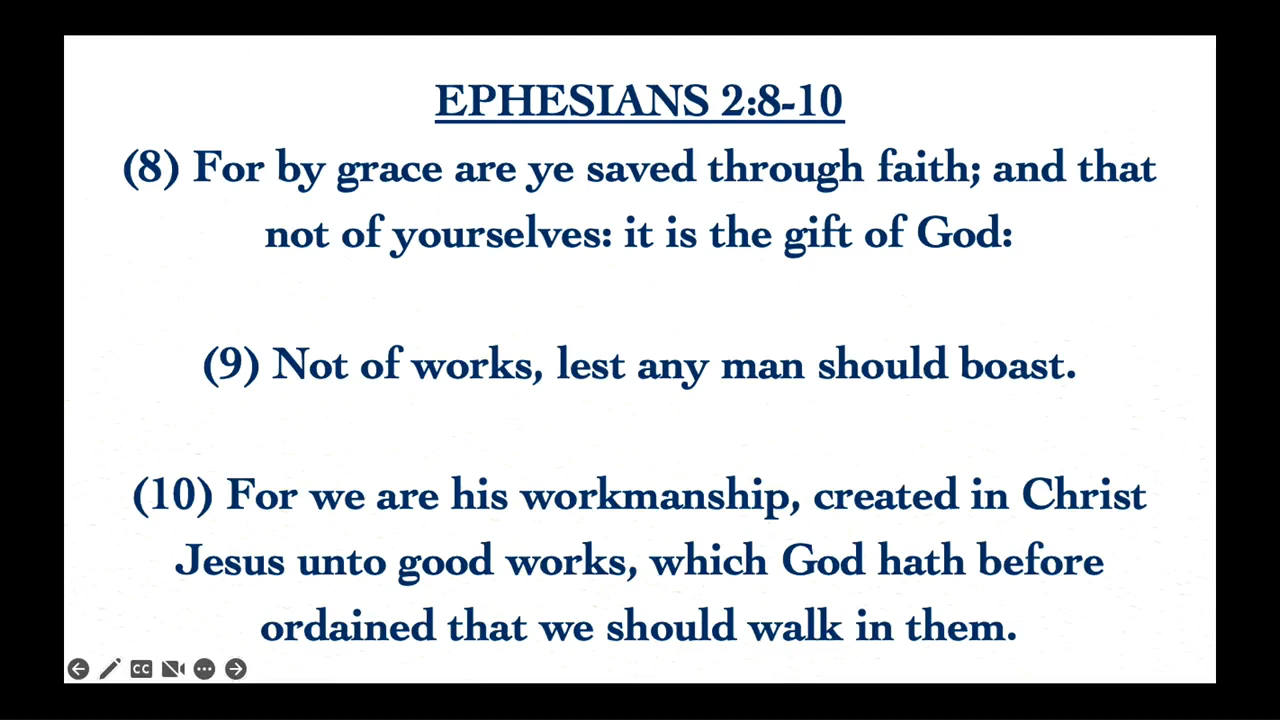 EPHESIANS 2:8-10
(8) For by grace are ye saved through faith; and that
not of yourselves: it is the gift of God:
(9) Not of works, lest any man should boast.
(10) For we are his workmanship, created in Christ
Jesus unto good works, which God hath before
ordained that we should walk in them.
CC